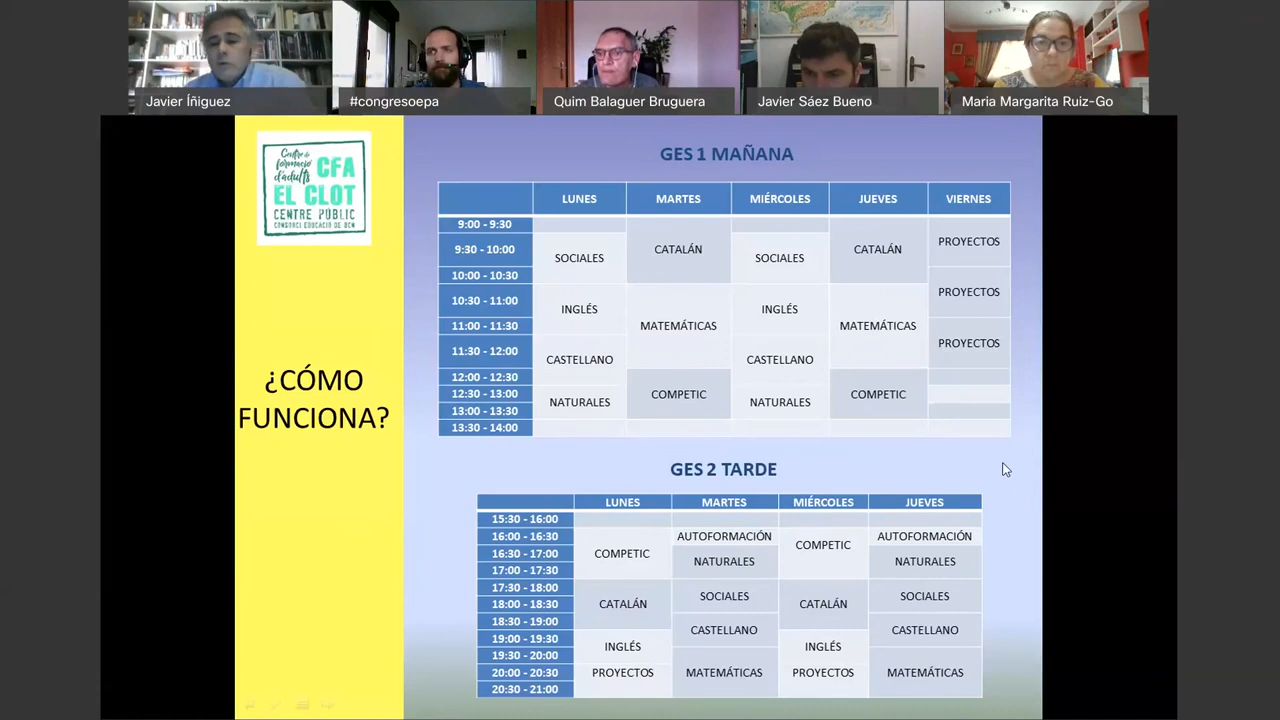 Javier Íñiguez
#congresoepa
Quim Balaguer Bruguera
Javier Sáez Bueno
Maria Margarita Ruiz-Go
Centre de
formació
d'adults
CFA
EL CLOT
CENTRE PÚBLIC
CONSORCI EDUCACIÓ DE BCN
¿CÓMO
FUNCIONA?
GES 1 MAÑANA
LUNES MARTES MIÉRCOLES JUEVES VIERNES
9:00 - 9:30
9:30 - 10:00 CATALÁN CATALÁN PROYECTOS
SOCIALES SOCIALES
10:00 - 10:30
10:30 - 11:00 PROYECTOS
INGLÉS INGLÉS
11:00 - 11:30 MATEMÁTICAS MATEMÁTICAS
11:30 - 12:00 PROYECTOS
CASTELLANO CASTELLANO
12:00 - 12:30
12:30 - 13:00 COMPETIC COMPETIC
NATURALES NATURALES
13:00 - 13:30
13:30 - 14:00
GES 2 TARDE
LUNES MARTES MIÉRCOLES JUEVES
15:30 - 16:00
16:00 - 16:30 AUTOFORMACIÓN AUTOFORMACIÓN
COMPETIC
16:30 - 17:00 COMPETIC
NATURALES NATURALES
17:00 - 17:30
17:30 - 18:00
SOCIALES SOCIALES
18:00 - 18:30 CATALÁN CATALÁN
18:30 - 19:00
CASTELLANO CASTELLANO
19:00 - 19:30
INGLÉS INGLÉS
19:30 - 20:00
20:00 - 20:30 PROYECTOS MATEMÁTICAS PROYECTOS MATEMÁTICAS
20:30 - 21:00